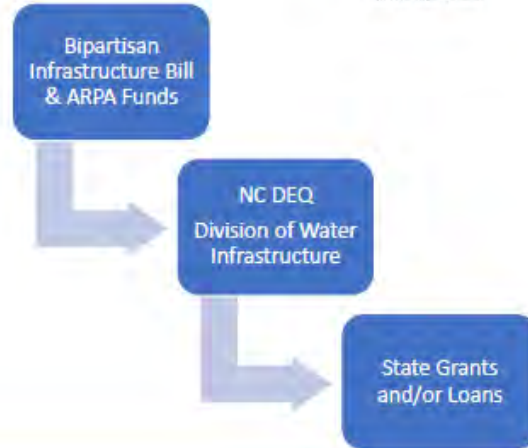 Bipartisan
Infrastructure Bill
& ARPA Funds
NC DEQ
Division of Water
Infrastructure
State Grants
and/or Loans